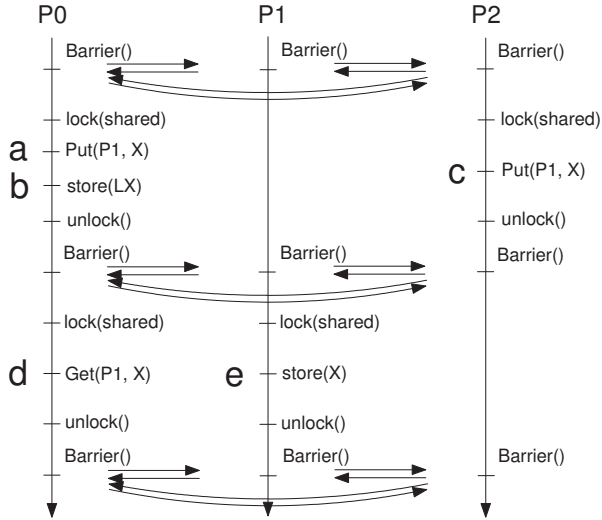 P0 P1 P2
Barrier() Barrier() Barrier()
lock(shared) lock(shared)
a Put(P1, X)
c Put(P1, X)
b store(LX)
unlock() unlock()
Barrier() Barrier() Barrier()
lock(shared) lock(shared)
d Get(P1, X) e store(X)
unlock() unlock()
Barrier() Barrier() Barrier()